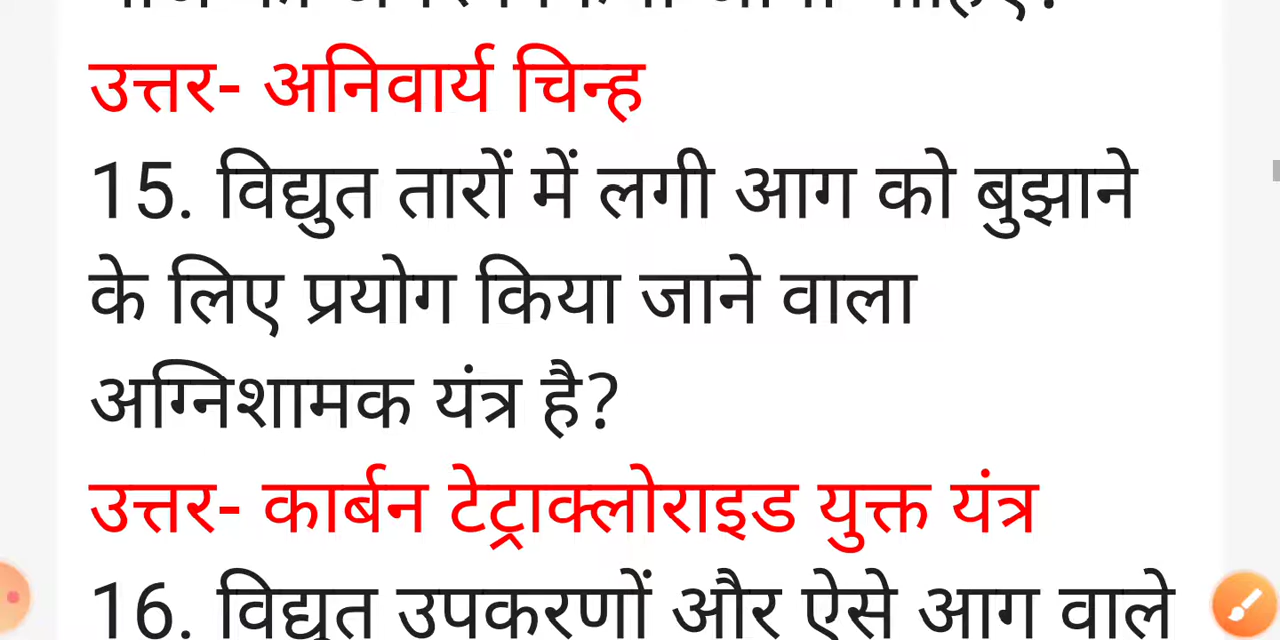 उत्तर- अनिवार्य चिन्ह
15. विद्युत तारों में लगी आग को बुझाने
के लिए प्रयोग किया जाने वाला
अग्निशामक यंत्र है?
उत्तर- कार्बन टेट्राक्लोराइड युक्त यंत्र
16. विद्युत उपकरणों और ऐसे आग वाले